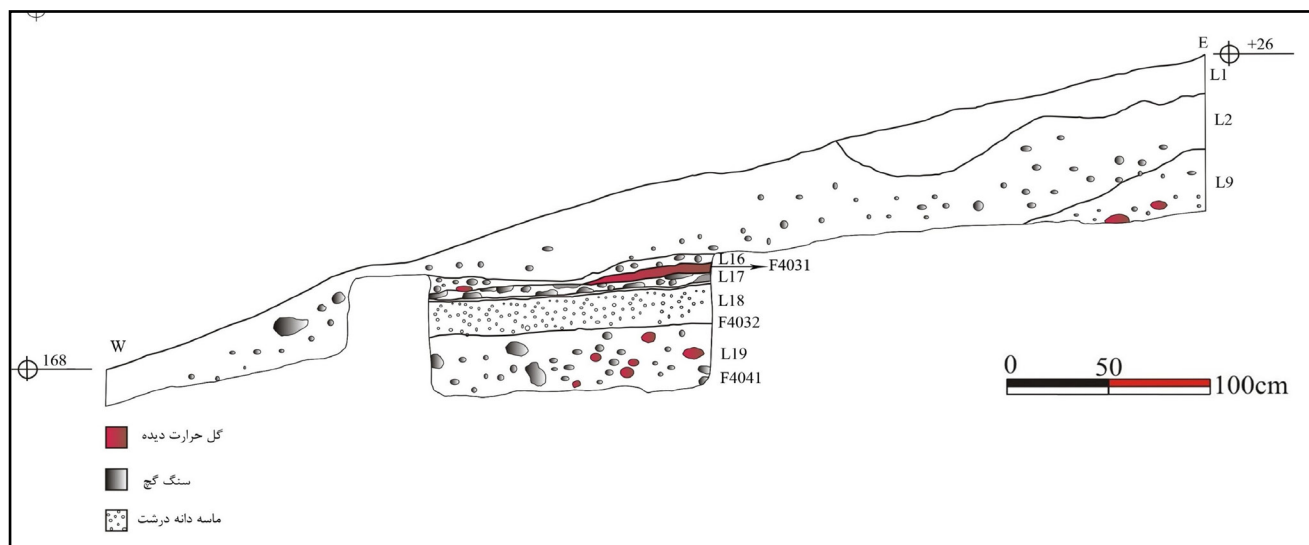 E
+26
L1
L2
L9
L16
F4031
L17
L18
F4032
L19
F4041
W
168
0 50 100cm
گل حرارت دیده
سنگ گچ
ماسه دانه درشت